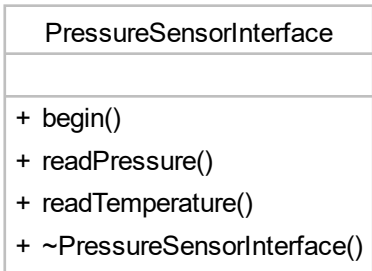 PressureSensorInterface
+ begin()
+ readPressure()
+ readTemperature()
+ ~PressureSensorInterface()